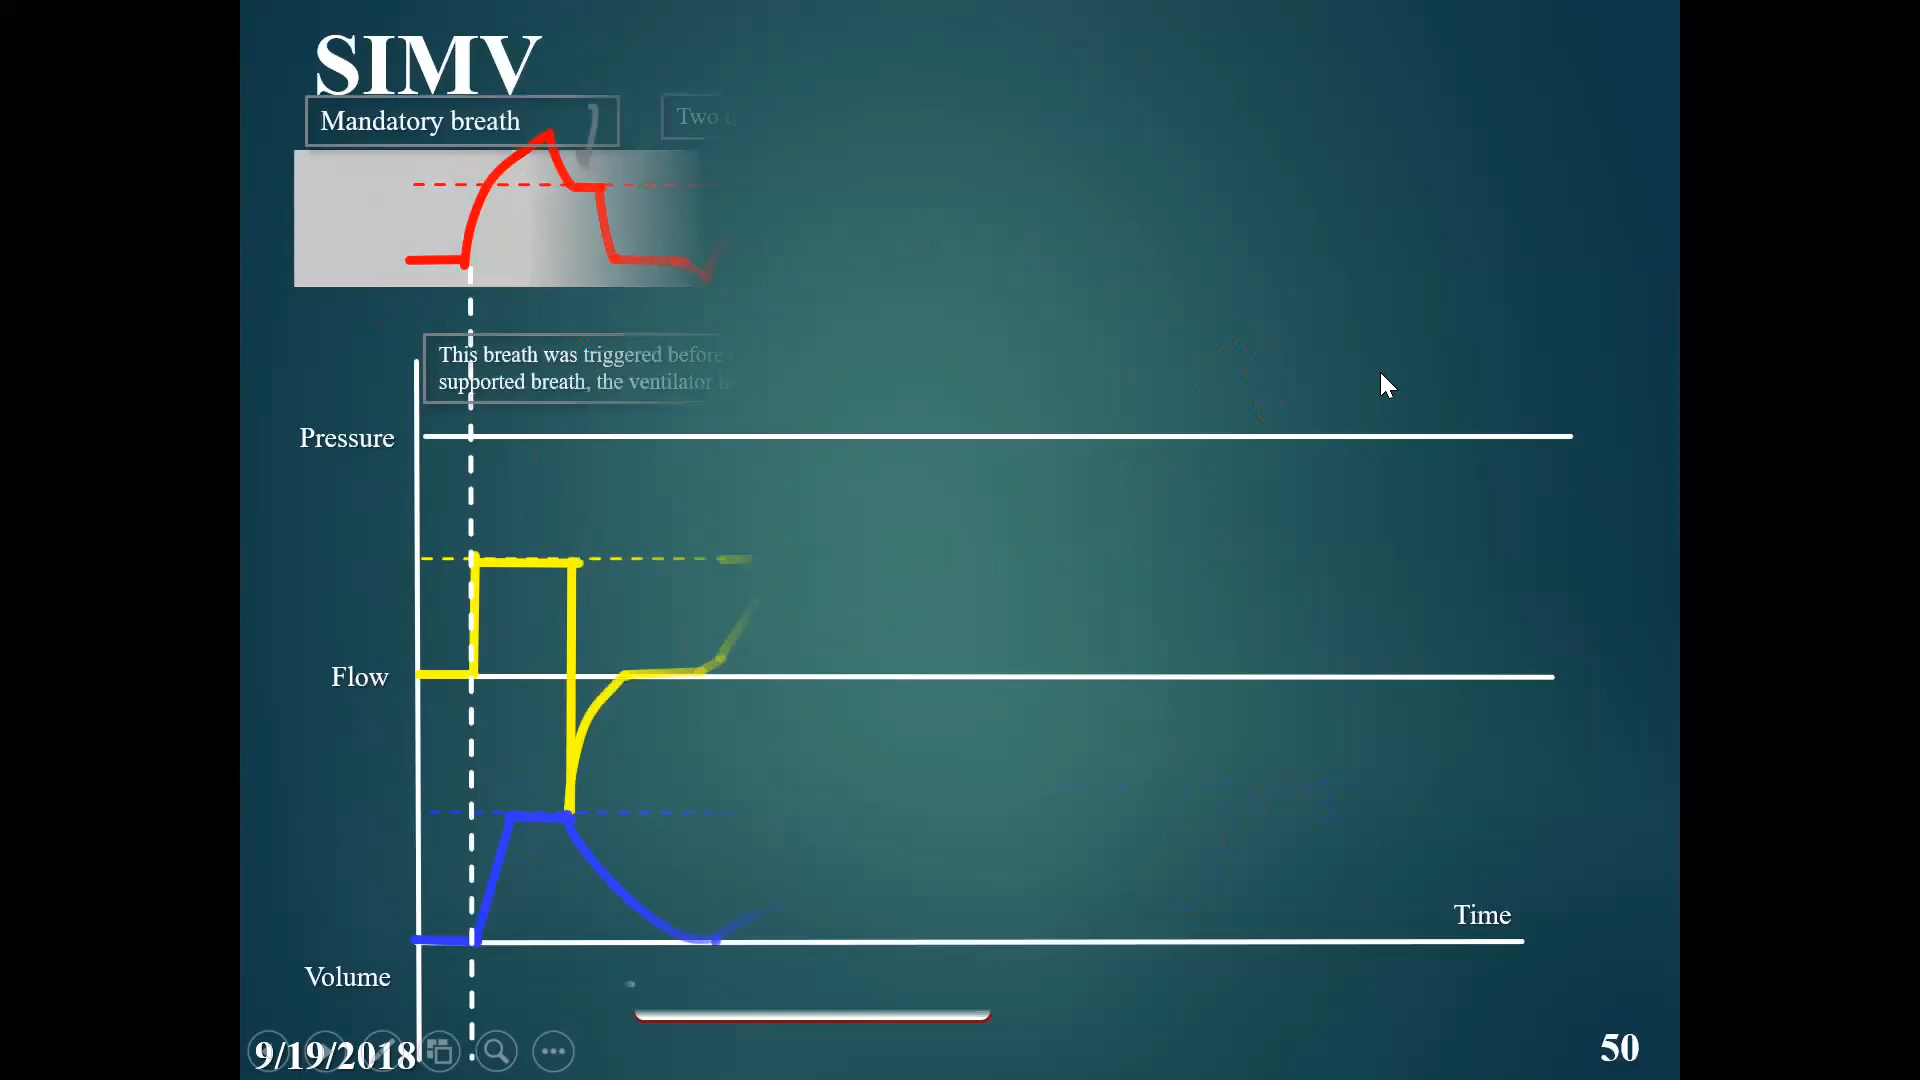 SIMV
Mandatory breath
Two
This breath was triggered before
supported breath, the ventilator
Pressure
Flow
Time
Volume
9/19/2018
50